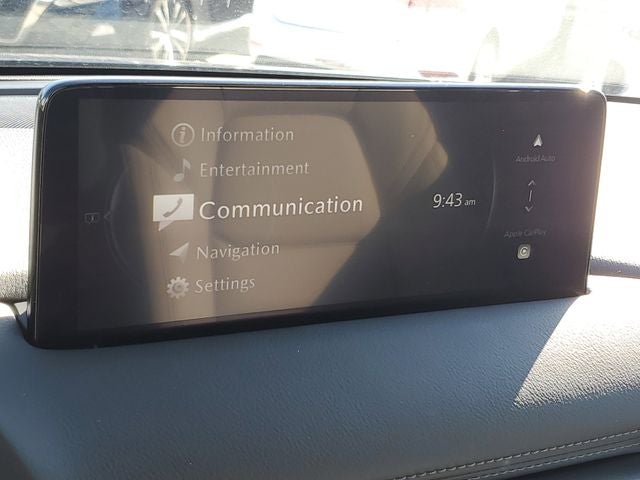 Information
Entertainment
Communication
Navigation
Settings
9:43 am
Android Auto
Apple CarPlay